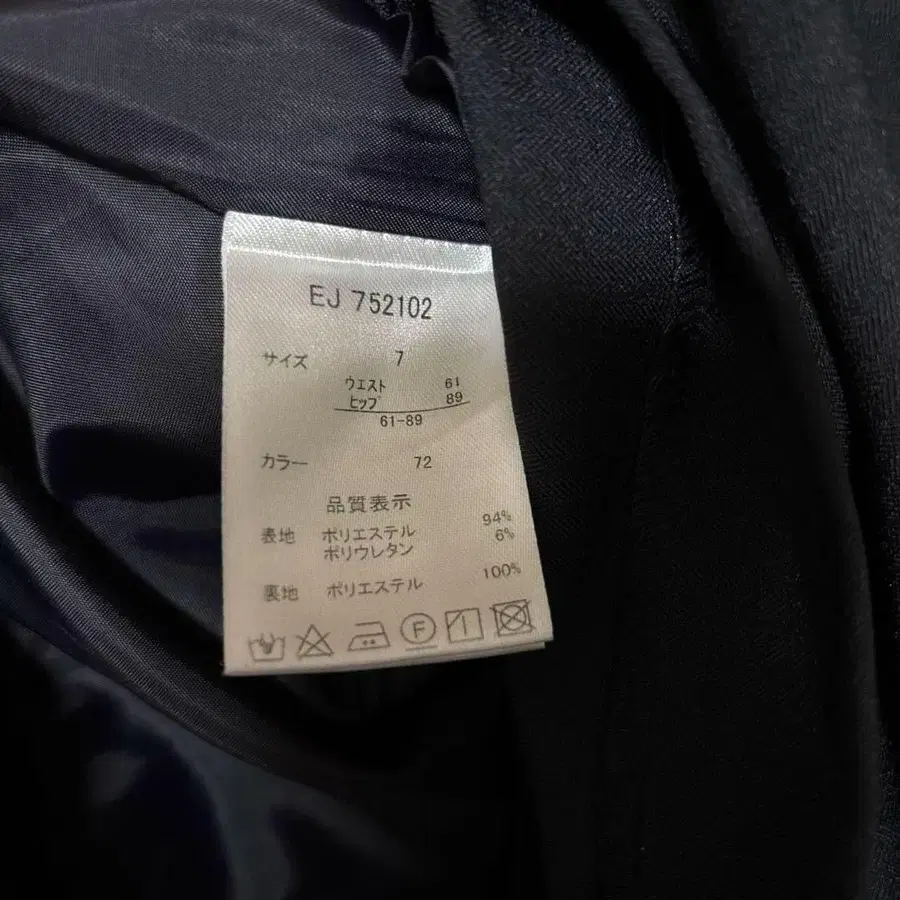 EJ 752102
サイズ 7
ウエスト 61
ヒップ 89
61-89
カラー 72
品質表示
表地 ポリエステル 94%
ポリウレタン 6%
裏地 ポリエステル 100%
F